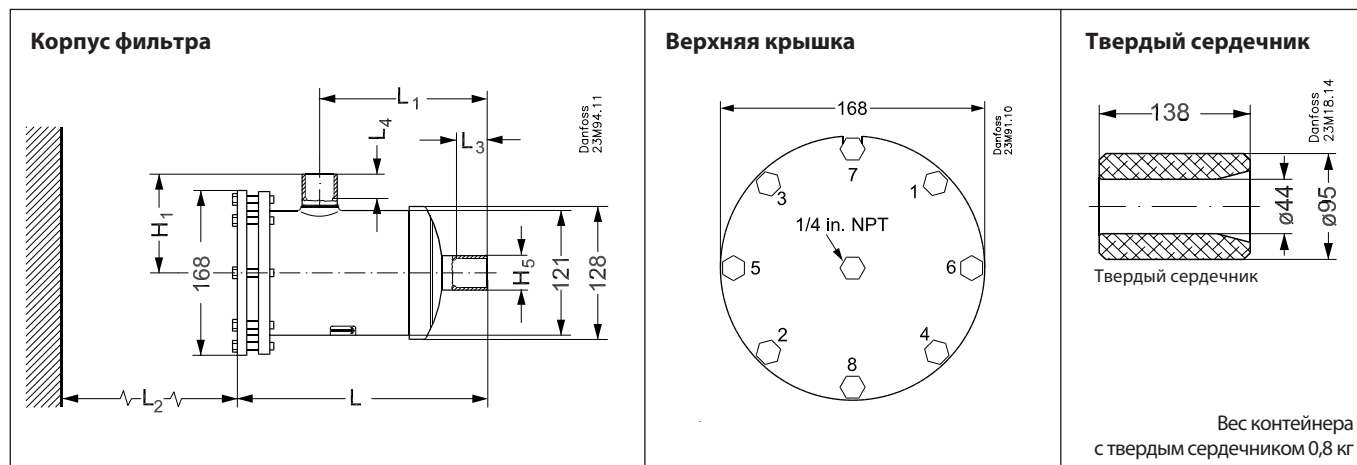 Корпус фильтра
L1
L4
L3
Danfoss
23M94.11
H1
168
H5
121
128
L2
L
Верхняя крышка
168
Danfoss
23M91.10
7
3
1
1/4 in. NPT
5
6
2
4
8
Твердый сердечник
138
Danfoss
23M18.14
ø44
ø95
Твердый сердечник
Вес контейнера
с твердым сердечником 0,8 кг